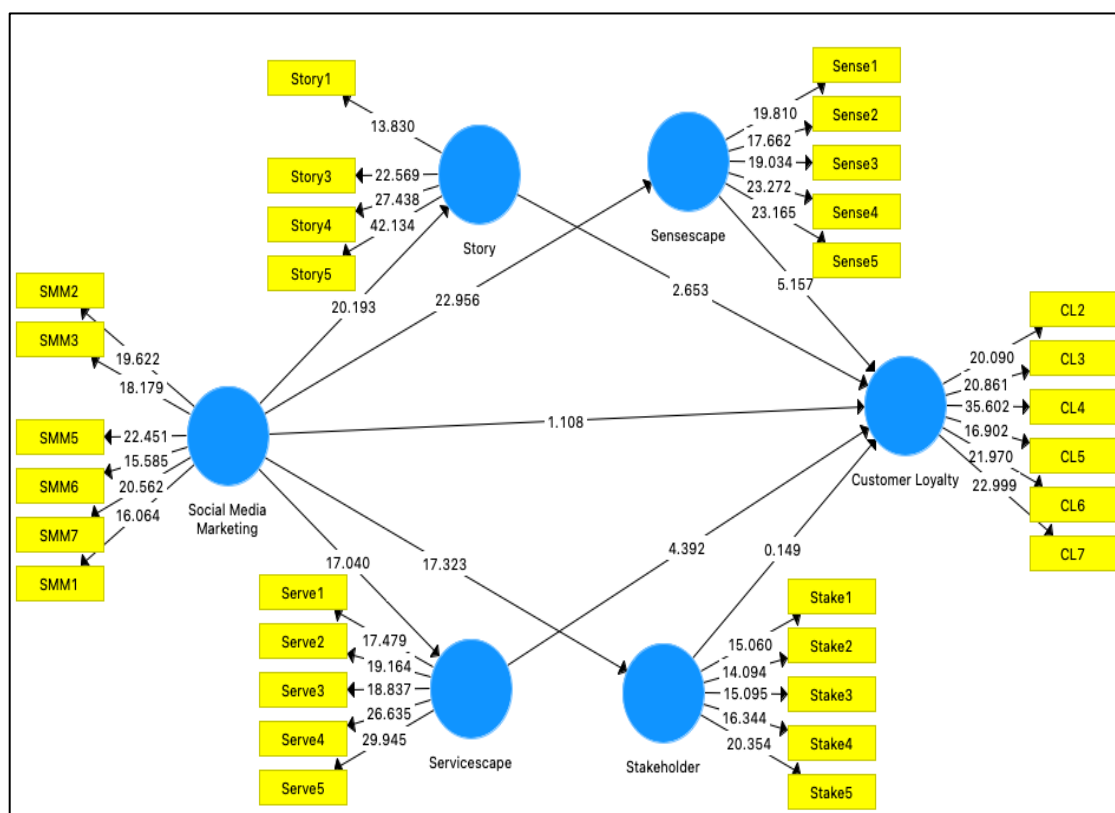 Story1
13.830
Story3
22.569
27.438
Story4
42.134
Story5
Story
Sense1
19.810
Sense2
17.662
19.034
Sense3
23.272
Sense4
23.165
Sense5
Sensescape
20.193
22.956
2.653
5.157
SMM2
SMM3
19.622
18.179
SMM5
22.451
15.585
SMM6
20.562
SMM7
16.064
SMM1
Social Media
Marketing
1.108
CL2
20.090
CL3
20.861
35.602
CL4
16.902
CL5
21.970
22.999
CL6
CL7
Customer Loyalty
17.040
17.323
4.392
0.149
Serve1
17.479
Serve2
19.164
18.837
Serve3
26.635
Serve4
29.945
Serve5
Servicescape
Stake1
15.060
Stake2
14.094
15.095
Stake3
16.344
Stake4
20.354
Stake5
Stakeholder